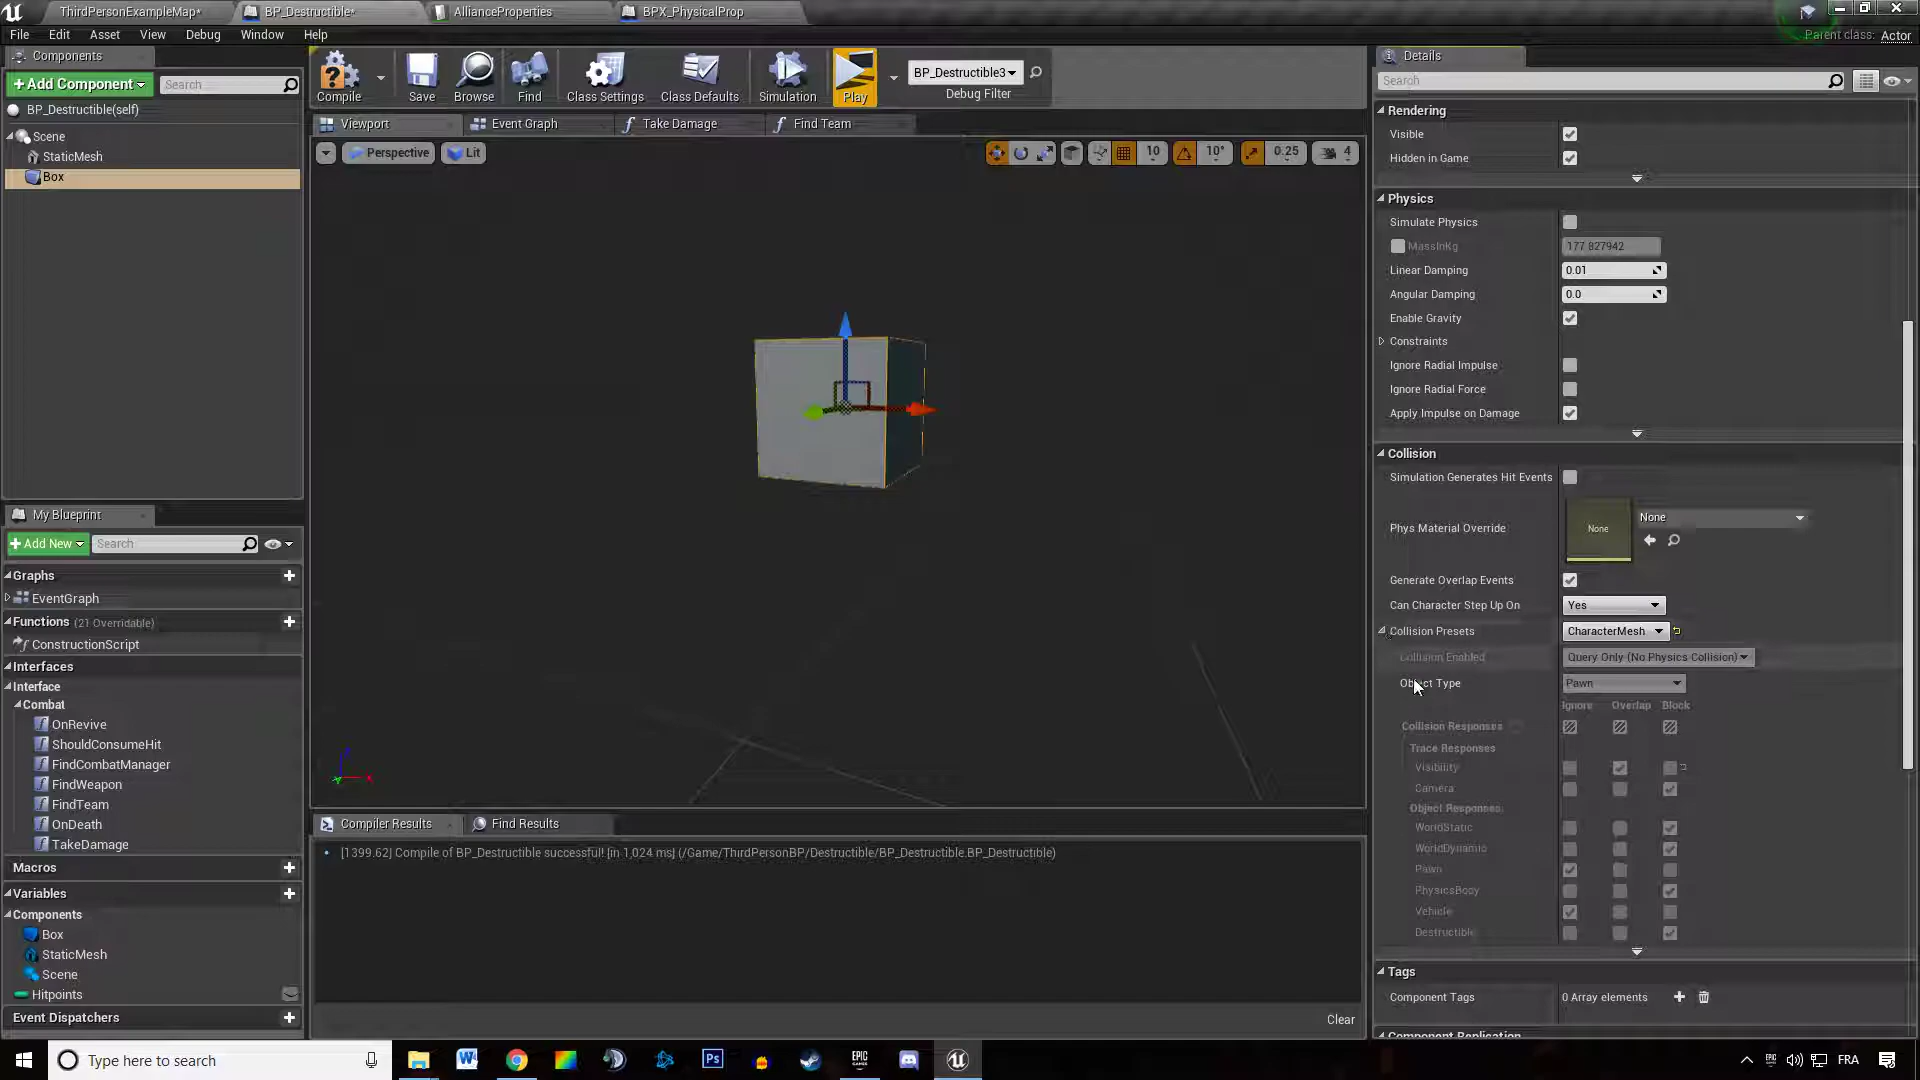 ThirdPersonExampleMap*
BP_Destructible*
AllianceProperties
BPX_PhysicalProp
File Edit Asset View Debug Window Help
Parent class: Actor
Components
+Add Component
Search
BP_Destructible(self)
Scene
StaticMesh
Box
Compile
Save
Browse
Find
Class Settings
Class Defaults
Simulation
Play
BP_Destructible3
Debug Filter
Viewport
Event Graph
Take Damage
Find Team
Perspective
Lit
10
10°
0.25
4
My Blueprint
+Add New
Search
Graphs
EventGraph
Functions (21 Overridable)
ConstructionScript
Interfaces
Interface
Combat
OnRevive
ShouldConsumeHit
FindCombatManager
FindWeapon
FindTeam
OnDeath
TakeDamage
Macros
Variables
Components
Box
StaticMesh
Scene
Hitpoints
Event Dispatchers
Compiler Results
Find Results
[1399.62] Compile of BP_Destructible successful! [in 1,024 ms] (/Game/ThirdPersonBP/Destructible/BP_Destructible.BP_Destructible)
Clear
Details
Search
Rendering
Visible
Hidden in Game
Physics
Simulate Physics
MassInKg 177.827942
Linear Damping 0.01
Angular Damping 0.0
Enable Gravity
Constraints
Ignore Radial Impulse
Ignore Radial Force
Apply Impulse on Damage
Collision
Simulation Generates Hit Events
Phys Material Override None None
Generate Overlap Events
Can Character Step Up On Yes
Collision Presets CharacterMesh
Collision Enabled Query Only (No Physics Collision)
Object Type Pawn
Ignore Overlap Block
Collision Responses
Trace Responses
Visibility
Camera
Object Responses
WorldStatic
WorldDynamic
Pawn
PhysicsBody
Vehicle
Destructible
Tags
Component Tags 0 Array elements
Component Replication
Type here to search
FRA